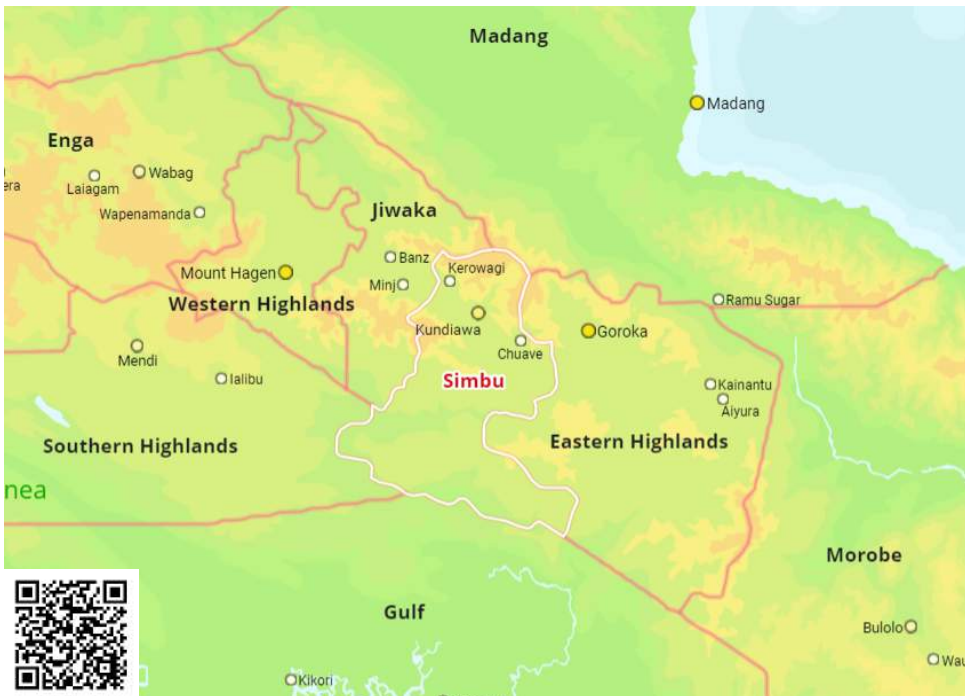 Madang
Madang
Enga
Wabag
era
Laiagam
Wapenamanda
Jiwaka
Banz
Kerowagi
Mount Hagen
Minj
Western Highlands
Ramu Sugar
Kundiawa
Goroka
Chuave
Mendi
Ialibu
Simbu
Kainantu
Aiyura
Southern Highlands
Eastern Highlands
nea
Morobe
Gulf
Bulolo
Wau
Kikori